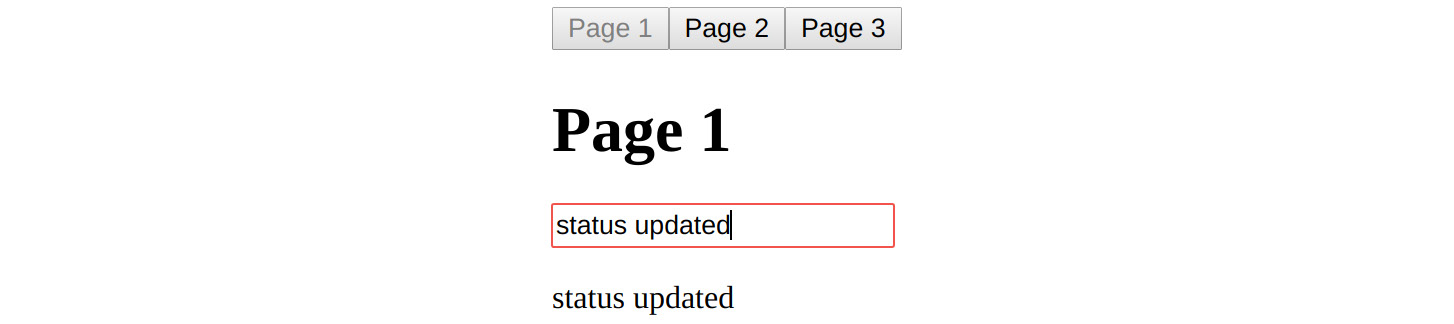 Page 1 Page 2 Page 3
Page 1
status updated
status updated